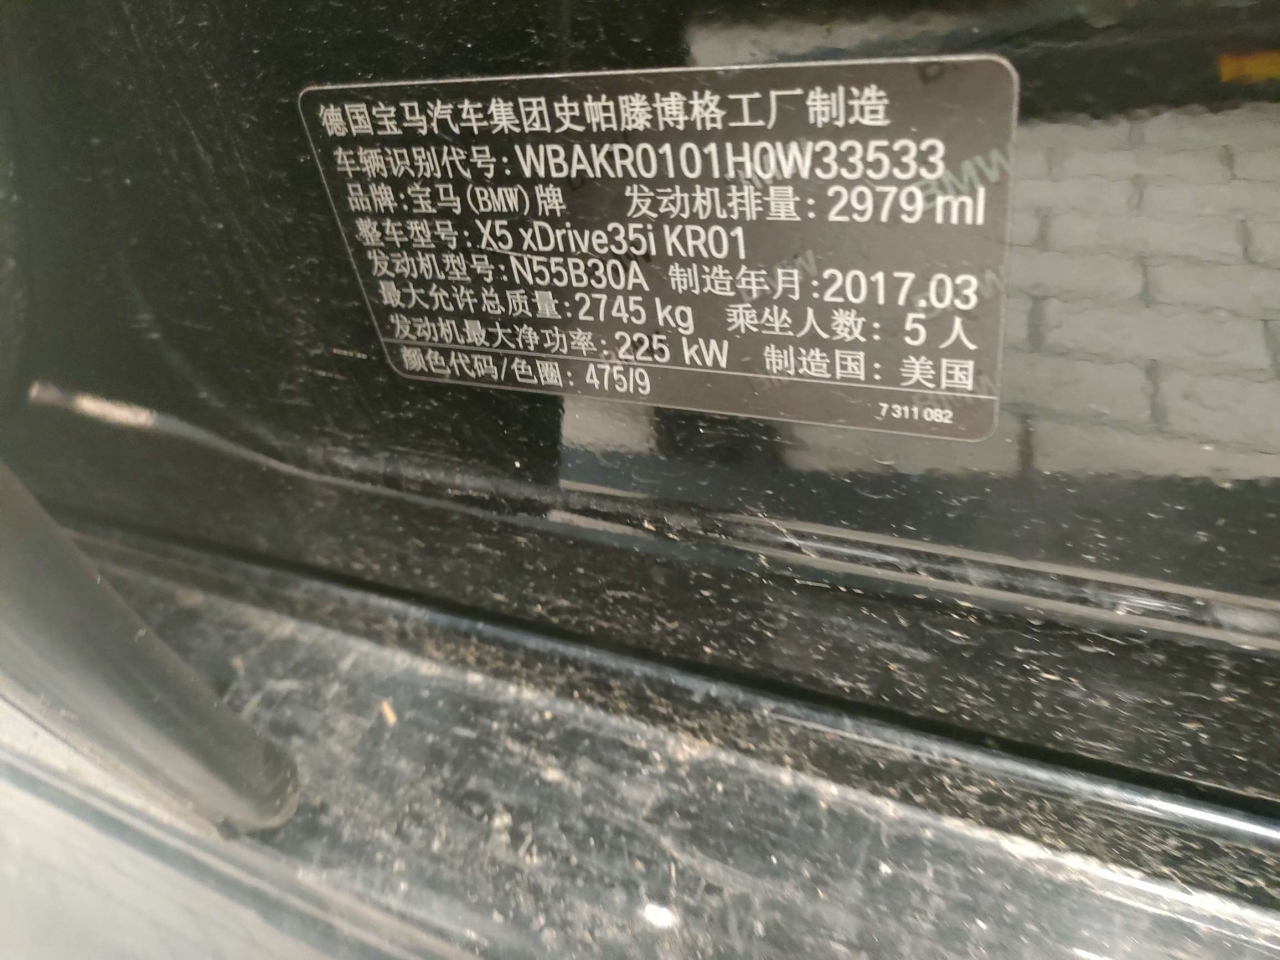 德国宝马汽车集团史帕滕博格工厂制造
车辆识别代号:WBAKR0101H0W33533
品牌:宝马(BMW)牌 发动机排量:2979 ml
整车型号:X5 xDrive35i KR01
发动机型号:N55B30A 制造年月:2017.03
最大允许总质量:2745 kg 乘坐人数:5人
发动机最大净功率:225 kW 制造国:美国
颜色代码/色圈:475/9
7 311 082